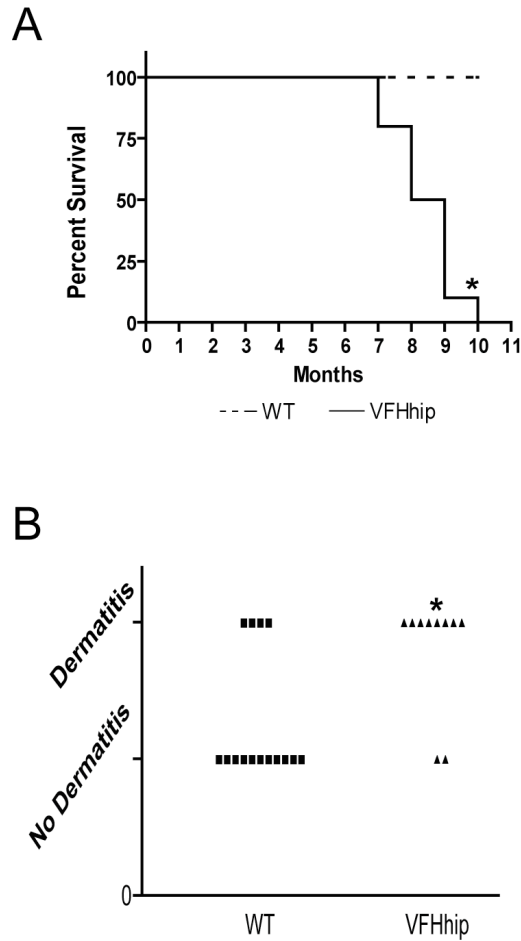 A
100
75
50
25
0
Percent Survival
*
0 1 2 3 4 5 6 7 8 9 10 11
Months
WT VFHhip
B
Dermatitis
*
No Dermatitis
0
WT VFHhip